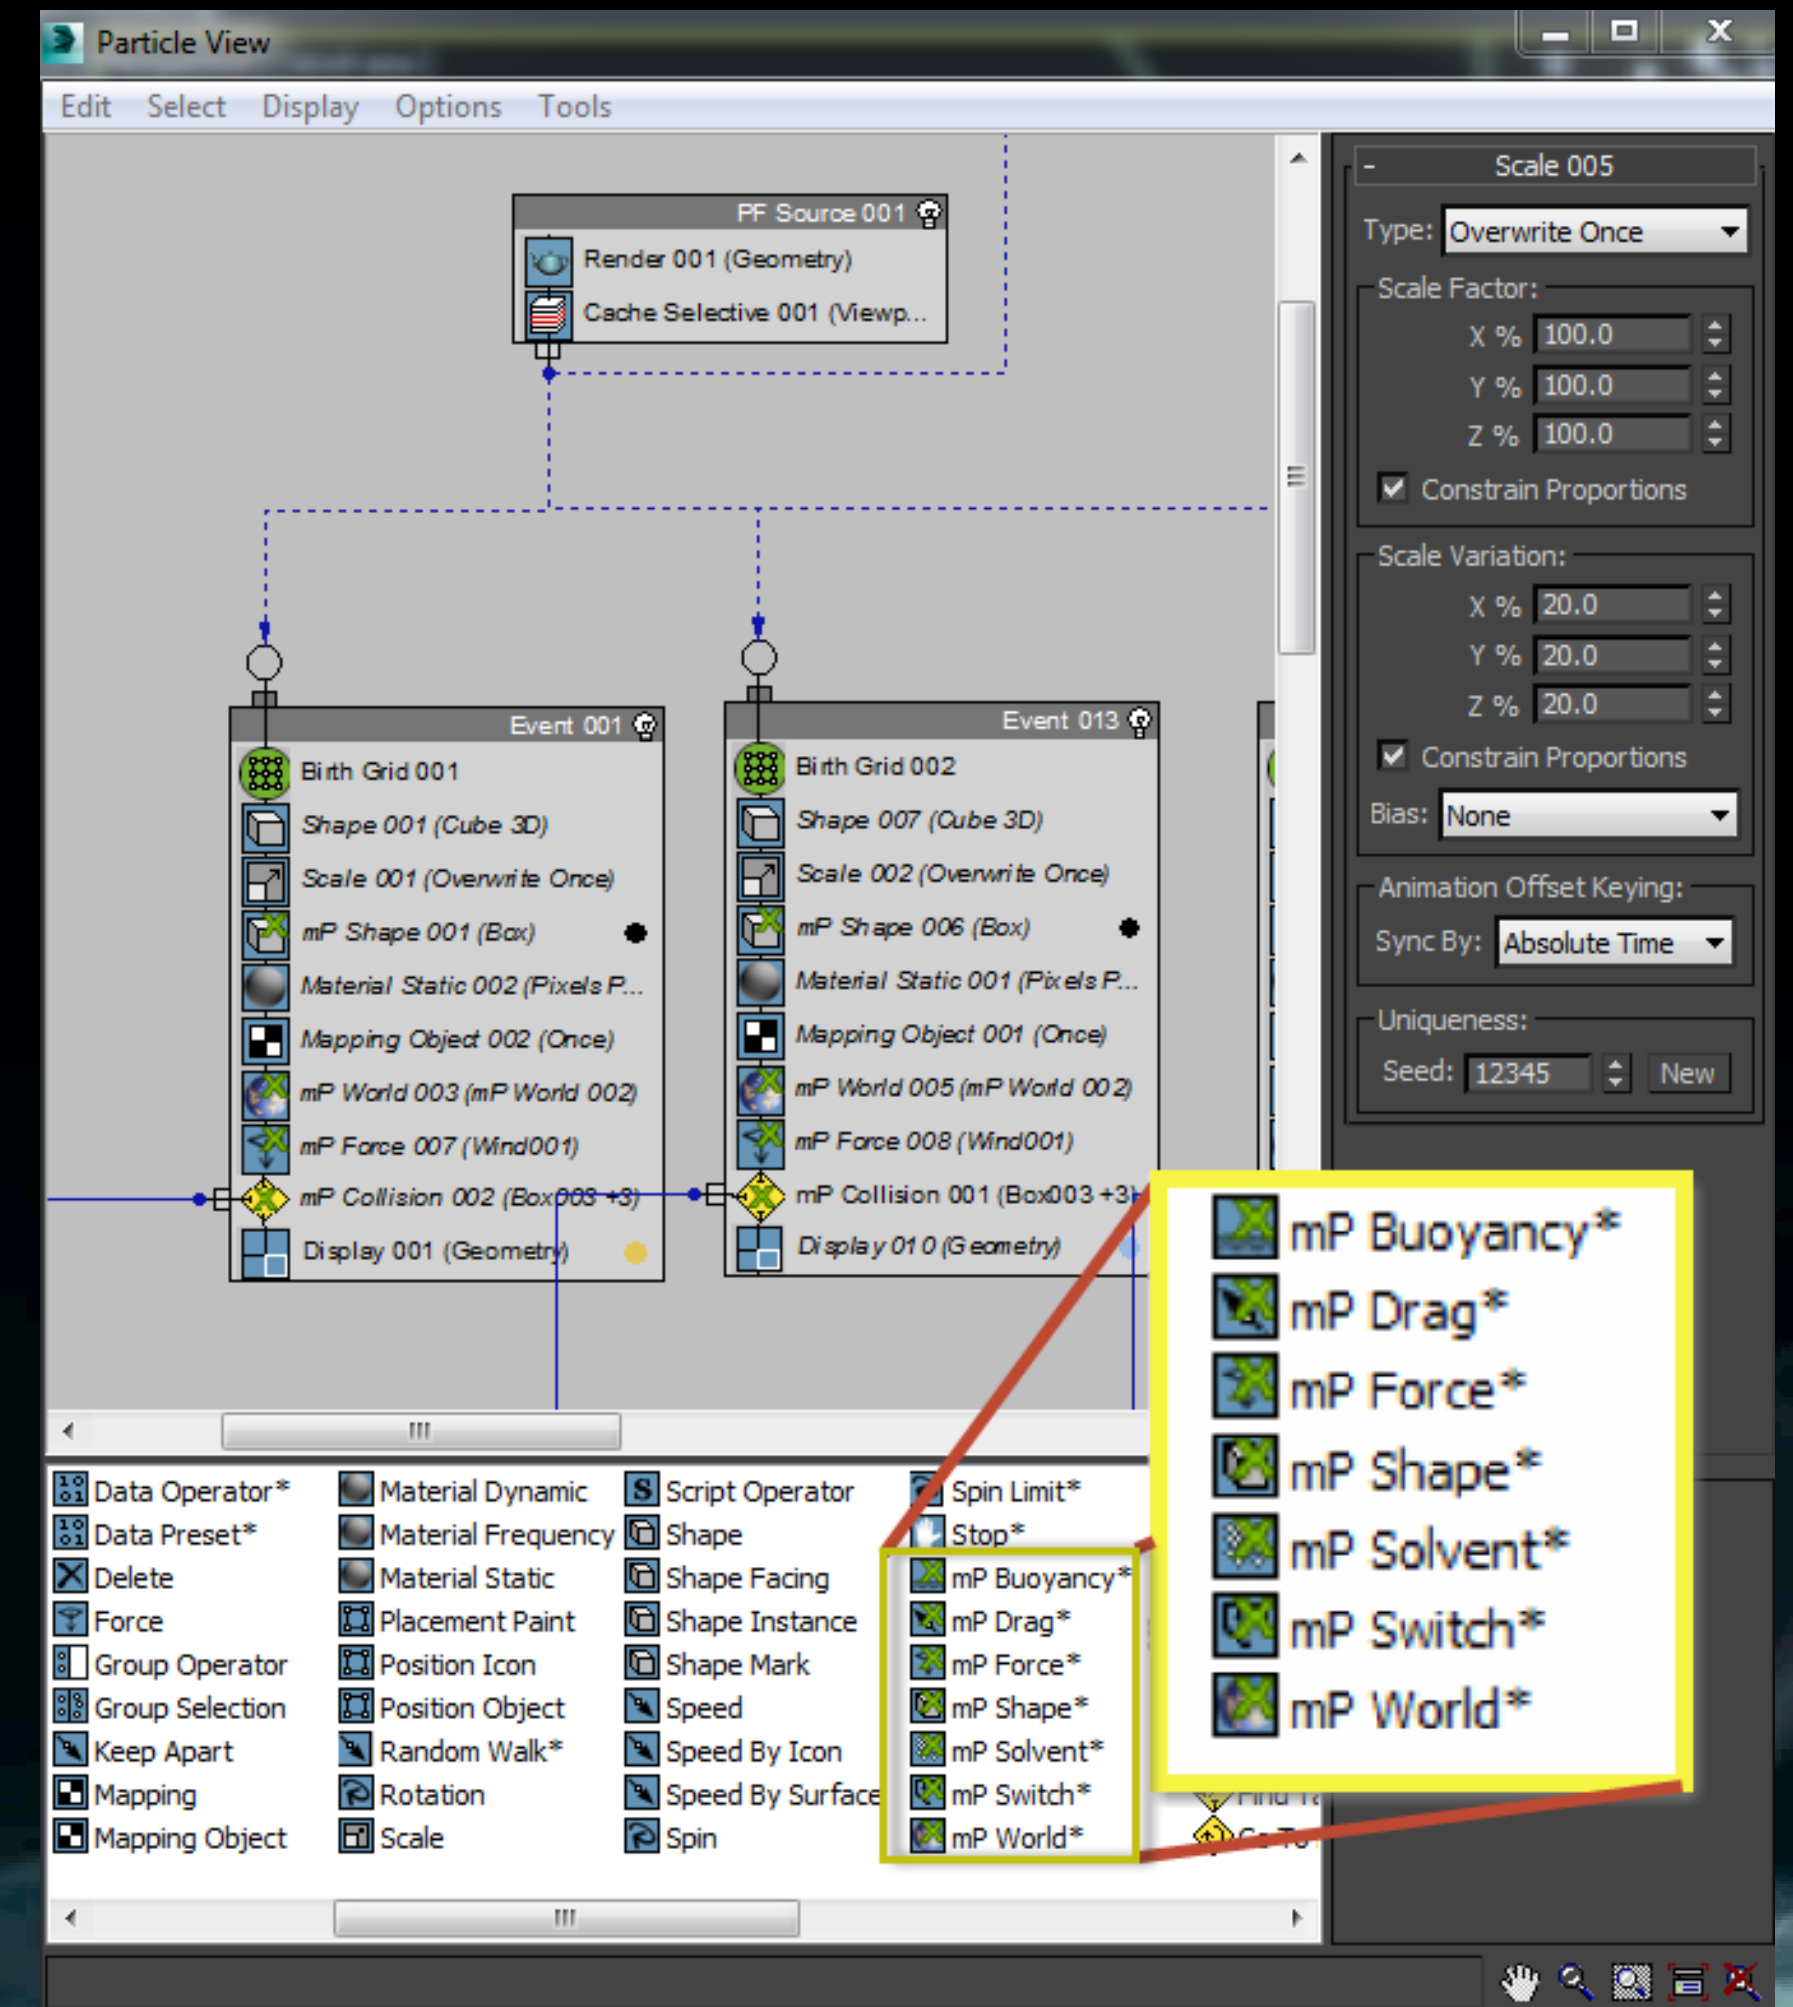 Particle View
Edit Select Display Options Tools
PF Source 001
Render 001 (Geometry)
Cache Selective 001 (Viewp...
Event 001
Birth Grid 001
Shape 001 (Cube 3D)
Scale 001 (Overwrite Once)
mP Shape 001 (Box)
Material Static 002 (Pixels P...
Mapping Object 002 (Once)
mP World 003 (mP World 002)
mP Force 007 (Wind001)
mP Collision 002 (Box003 +3)
Display 001 (Geometry)
Event 013
Birth Grid 002
Shape 007 (Cube 3D)
Scale 002 (Overwrite Once)
mP Shape 006 (Box)
Material Static 001 (Pixels P...
Mapping Object 001 (Once)
mP World 005 (mP World 002)
mP Force 008 (Wind001)
mP Collision 001 (Box003 +3)
Display 010 (Geometry)
- Scale 005
Type: Overwrite Once
Scale Factor:
X % 100.0
Y % 100.0
Z % 100.0
Constrain Proportions
Scale Variation:
X % 20.0
Y % 20.0
Z % 20.0
Constrain Proportions
Bias: None
Animation Offset Keying:
Sync By: Absolute Time
Uniqueness:
Seed: 12345 New
mP Buoyancy*
mP Drag*
mP Force*
mP Shape*
mP Solvent*
mP Switch*
mP World*
Data Operator*
Data Preset*
Delete
Force
Group Operator
Group Selection
Keep Apart
Mapping
Mapping Object
Material Dynamic
Material Frequency
Material Static
Placement Paint
Position Icon
Position Object
Random Walk*
Rotation
Scale
Script Operator
Shape
Shape Facing
Shape Instance
Shape Mark
Speed
Speed By Icon
Speed By Surface
Spin
Spin Limit*
Stop*
mP Buoyancy*
mP Drag*
mP Force*
mP Shape*
mP Solvent*
mP Switch*
mP World*
Go To